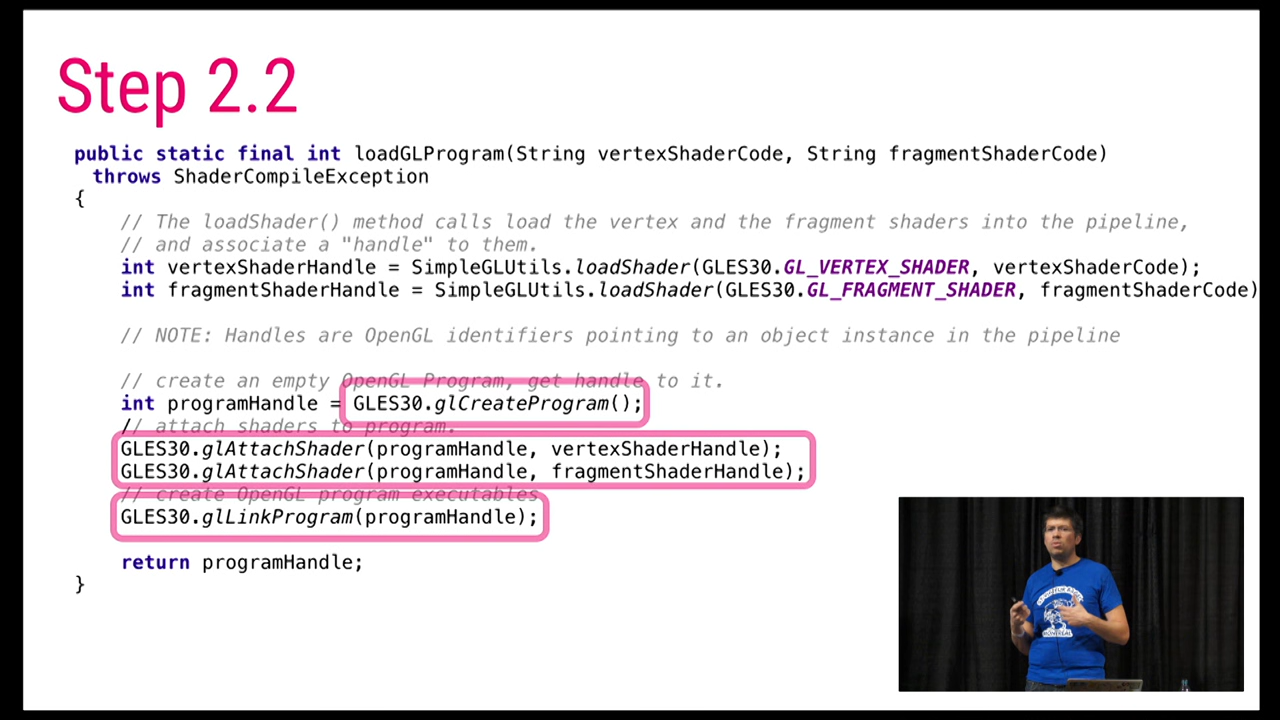 Step 2.2
public static final int loadGLProgram(String vertexShaderCode, String fragmentShaderCode)
throws ShaderCompileException
{
// The loadShader() method calls load the vertex and the fragment shaders into the pipeline,
// and associate a "handle" to them.
int vertexShaderHandle = SimpleGLUtils.loadShader(GLES30.GL_VERTEX_SHADER, vertexShaderCode);
int fragmentShaderHandle = SimpleGLUtils.loadShader(GLES30.GL_FRAGMENT_SHADER, fragmentShaderCode)
// NOTE: Handles are OpenGL identifiers pointing to an object instance in the pipeline
// create an empty OpenGL Program, get handle to it.
int programHandle = GLES30.glCreateProgram();
// attach shaders to program.
GLES30.glAttachShader(programHandle, vertexShaderHandle);
GLES30.glAttachShader(programHandle, fragmentShaderHandle);
// create OpenGL program executables
GLES30.glLinkProgram(programHandle);
return programHandle;
}
MONTREAL